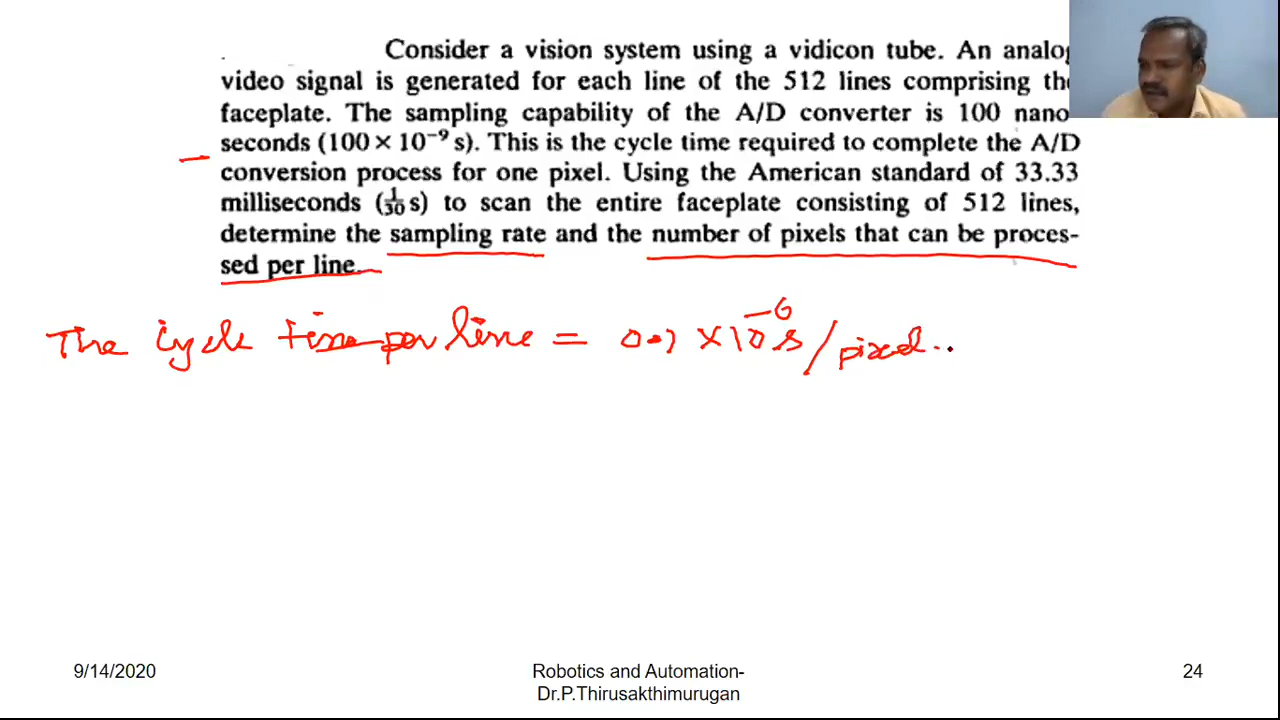 Consider a vision system using a vidicon tube. An analog
video signal is generated for each line of the 512 lines comprising the
faceplate. The sampling capability of the A/D converter is 100 nano
seconds (100 × 10⁻⁹ s). This is the cycle time required to complete the A/D
conversion process for one pixel. Using the American standard of 33.33
milliseconds (1/30 s) to scan the entire faceplate consisting of 512 lines,
determine the sampling rate and the number of pixels that can be proces-
sed per line.
The cycle time per line = 0.1 × 10⁻⁶ s/pixel..
9/14/2020
Robotics and Automation-
Dr.P.Thirusakthimurugan
24